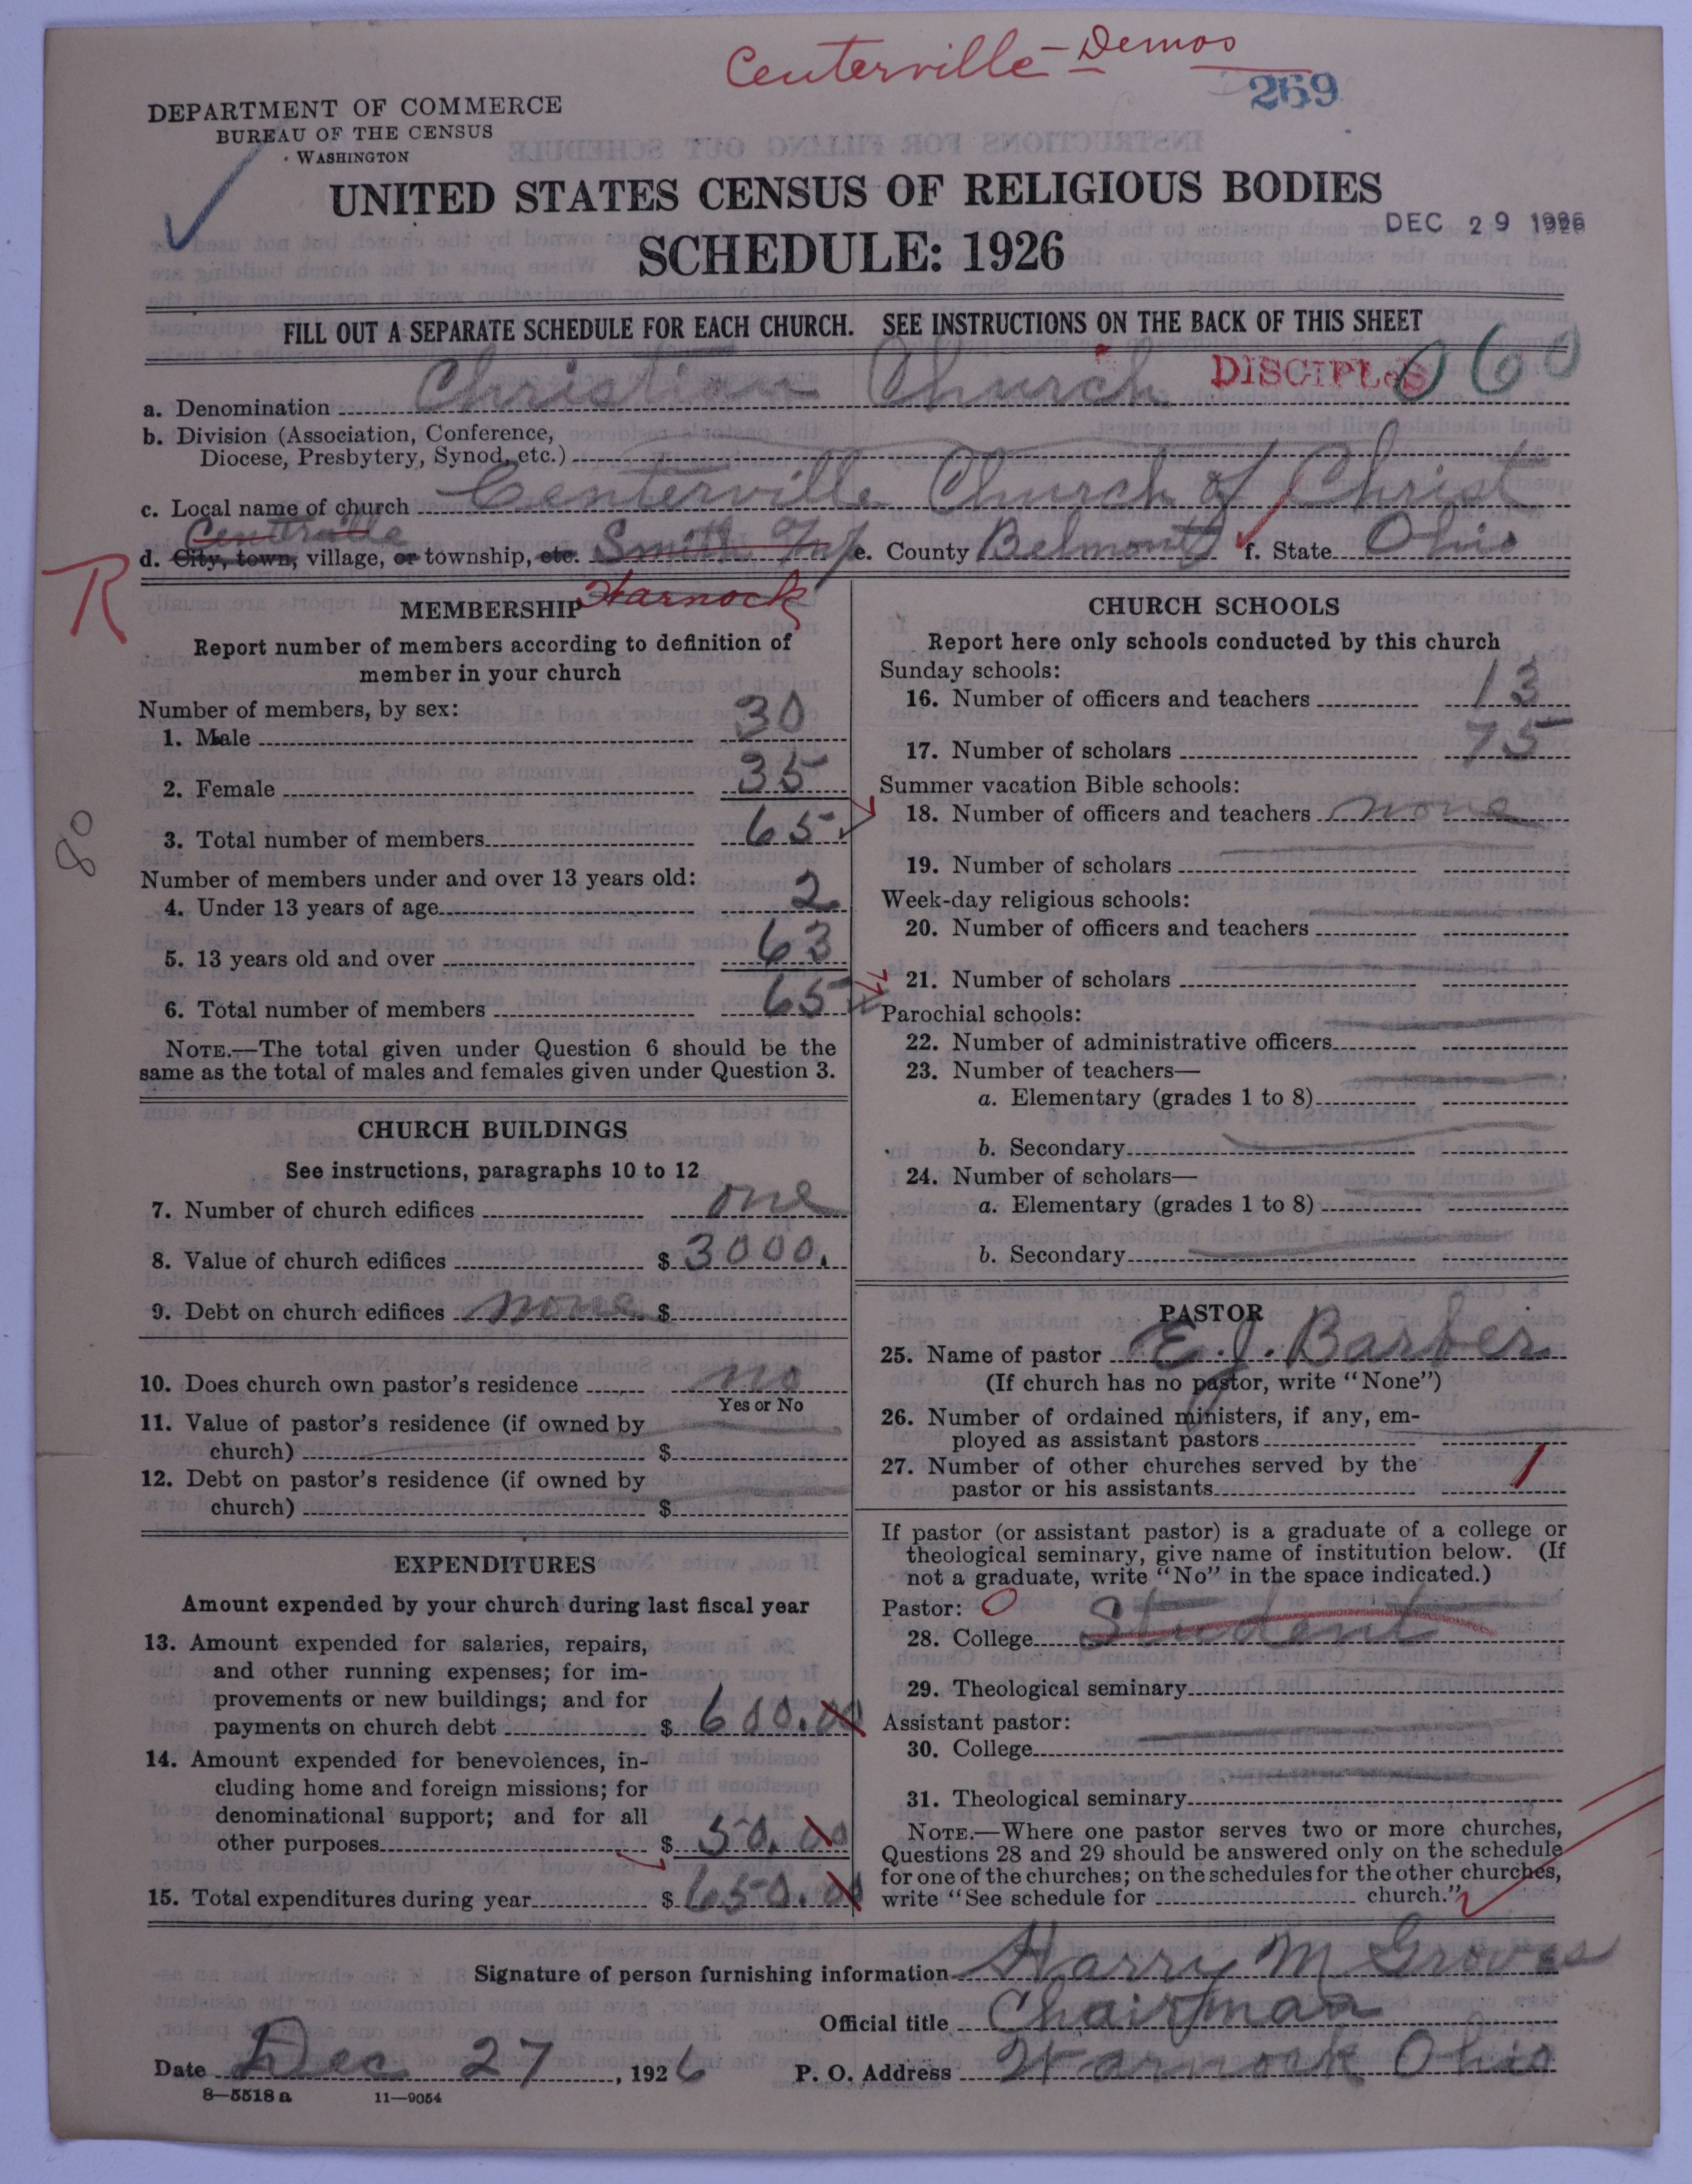 Centerville - Demos
269
DEPARTMENT OF COMMERCE
BUREAU OF THE CENSUS
WASHINGTON
UNITED STATES CENSUS OF RELIGIOUS BODIES
DEC 29 1926
SCHEDULE: 1926
FILL OUT A SEPARATE SCHEDULE FOR EACH CHURCH. SEE INSTRUCTIONS ON THE BACK OF THIS SHEET
DISCIPLES 060
a. Denomination Christian Church
b. Division (Association, Conference,
Diocese, Presbytery, Synod, etc.)
c. Local name of church Centerville Church of Christ
Centerville
d. City, town, village, or township, etc. Smith Twp e. County Belmont f. State Ohio
R
Warnock
MEMBERSHIP
Report number of members according to definition of
member in your church
Number of members, by sex:
1. Male 30
2. Female 35
3. Total number of members 65
80
Number of members under and over 13 years old:
4. Under 13 years of age 2
5. 13 years old and over 63
6. Total number of members 65
NOTE.—The total given under Question 6 should be the
same as the total of males and females given under Question 3.
CHURCH BUILDINGS
See instructions, paragraphs 10 to 12
7. Number of church edifices one
8. Value of church edifices $ 3000.
9. Debt on church edifices none $
10. Does church own pastor's residence no
Yes or No
11. Value of pastor's residence (if owned by
church) $
12. Debt on pastor's residence (if owned by
church) $
EXPENDITURES
Amount expended by your church during last fiscal year
13. Amount expended for salaries, repairs,
and other running expenses; for im-
provements or new buildings; and for
payments on church debt $ 600.00
14. Amount expended for benevolences, in-
cluding home and foreign missions; for
denominational support; and for all
other purposes $ 50.00
15. Total expenditures during year $ 650.00
CHURCH SCHOOLS
Report here only schools conducted by this church
Sunday schools:
16. Number of officers and teachers 13
17. Number of scholars 75
Summer vacation Bible schools:
18. Number of officers and teachers none
19. Number of scholars
Week-day religious schools:
20. Number of officers and teachers
21. Number of scholars
Parochial schools:
22. Number of administrative officers
23. Number of teachers—
a. Elementary (grades 1 to 8)
b. Secondary
24. Number of scholars—
a. Elementary (grades 1 to 8)
b. Secondary
PASTOR
25. Name of pastor E. J. Barber
(If church has no pastor, write "None")
26. Number of ordained ministers, if any, em-
ployed as assistant pastors
27. Number of other churches served by the
pastor or his assistants 1
If pastor (or assistant pastor) is a graduate of a college or
theological seminary, give name of institution below. (If
not a graduate, write "No" in the space indicated.)
Pastor: O
28. College Student
29. Theological seminary
Assistant pastor:
30. College
31. Theological seminary
NOTE.—Where one pastor serves two or more churches,
Questions 28 and 29 should be answered only on the schedule
for one of the churches; on the schedules for the other churches,
write "See schedule for church."
Signature of person furnishing information Harry M Groves
Official title Chairman
Date Dec 27, 1926 P. O. Address Warnock Ohio
8—5518a 11—9054